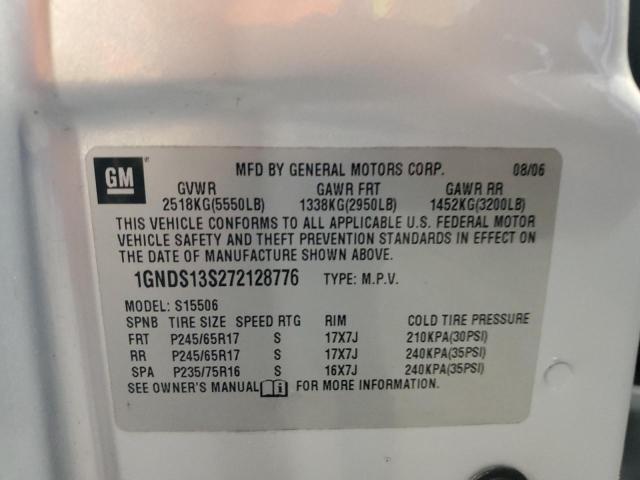 GM
MFD BY GENERAL MOTORS CORP. 08/06
GVWR GAWR FRT GAWR RR
2518KG(5550LB) 1338KG(2950LB) 1452KG(3200LB)
THIS VEHICLE CONFORMS TO ALL APPLICABLE U.S. FEDERAL MOTOR
VEHICLE SAFETY AND THEFT PREVENTION STANDARDS IN EFFECT ON
THE DATE OF MANUFACTURE SHOWN ABOVE.
1GNDS13S272128776 TYPE: M.P.V.
MODEL: S15506
SPNB TIRE SIZE SPEED RTG RIM COLD TIRE PRESSURE
FRT P245/65R17 S 17X7J 210KPA(30PSI)
RR P245/65R17 S 17X7J 240KPA(35PSI)
SPA P235/75R16 S 16X7J 240KPA(35PSI)
SEE OWNER'S MANUAL FOR MORE INFORMATION.